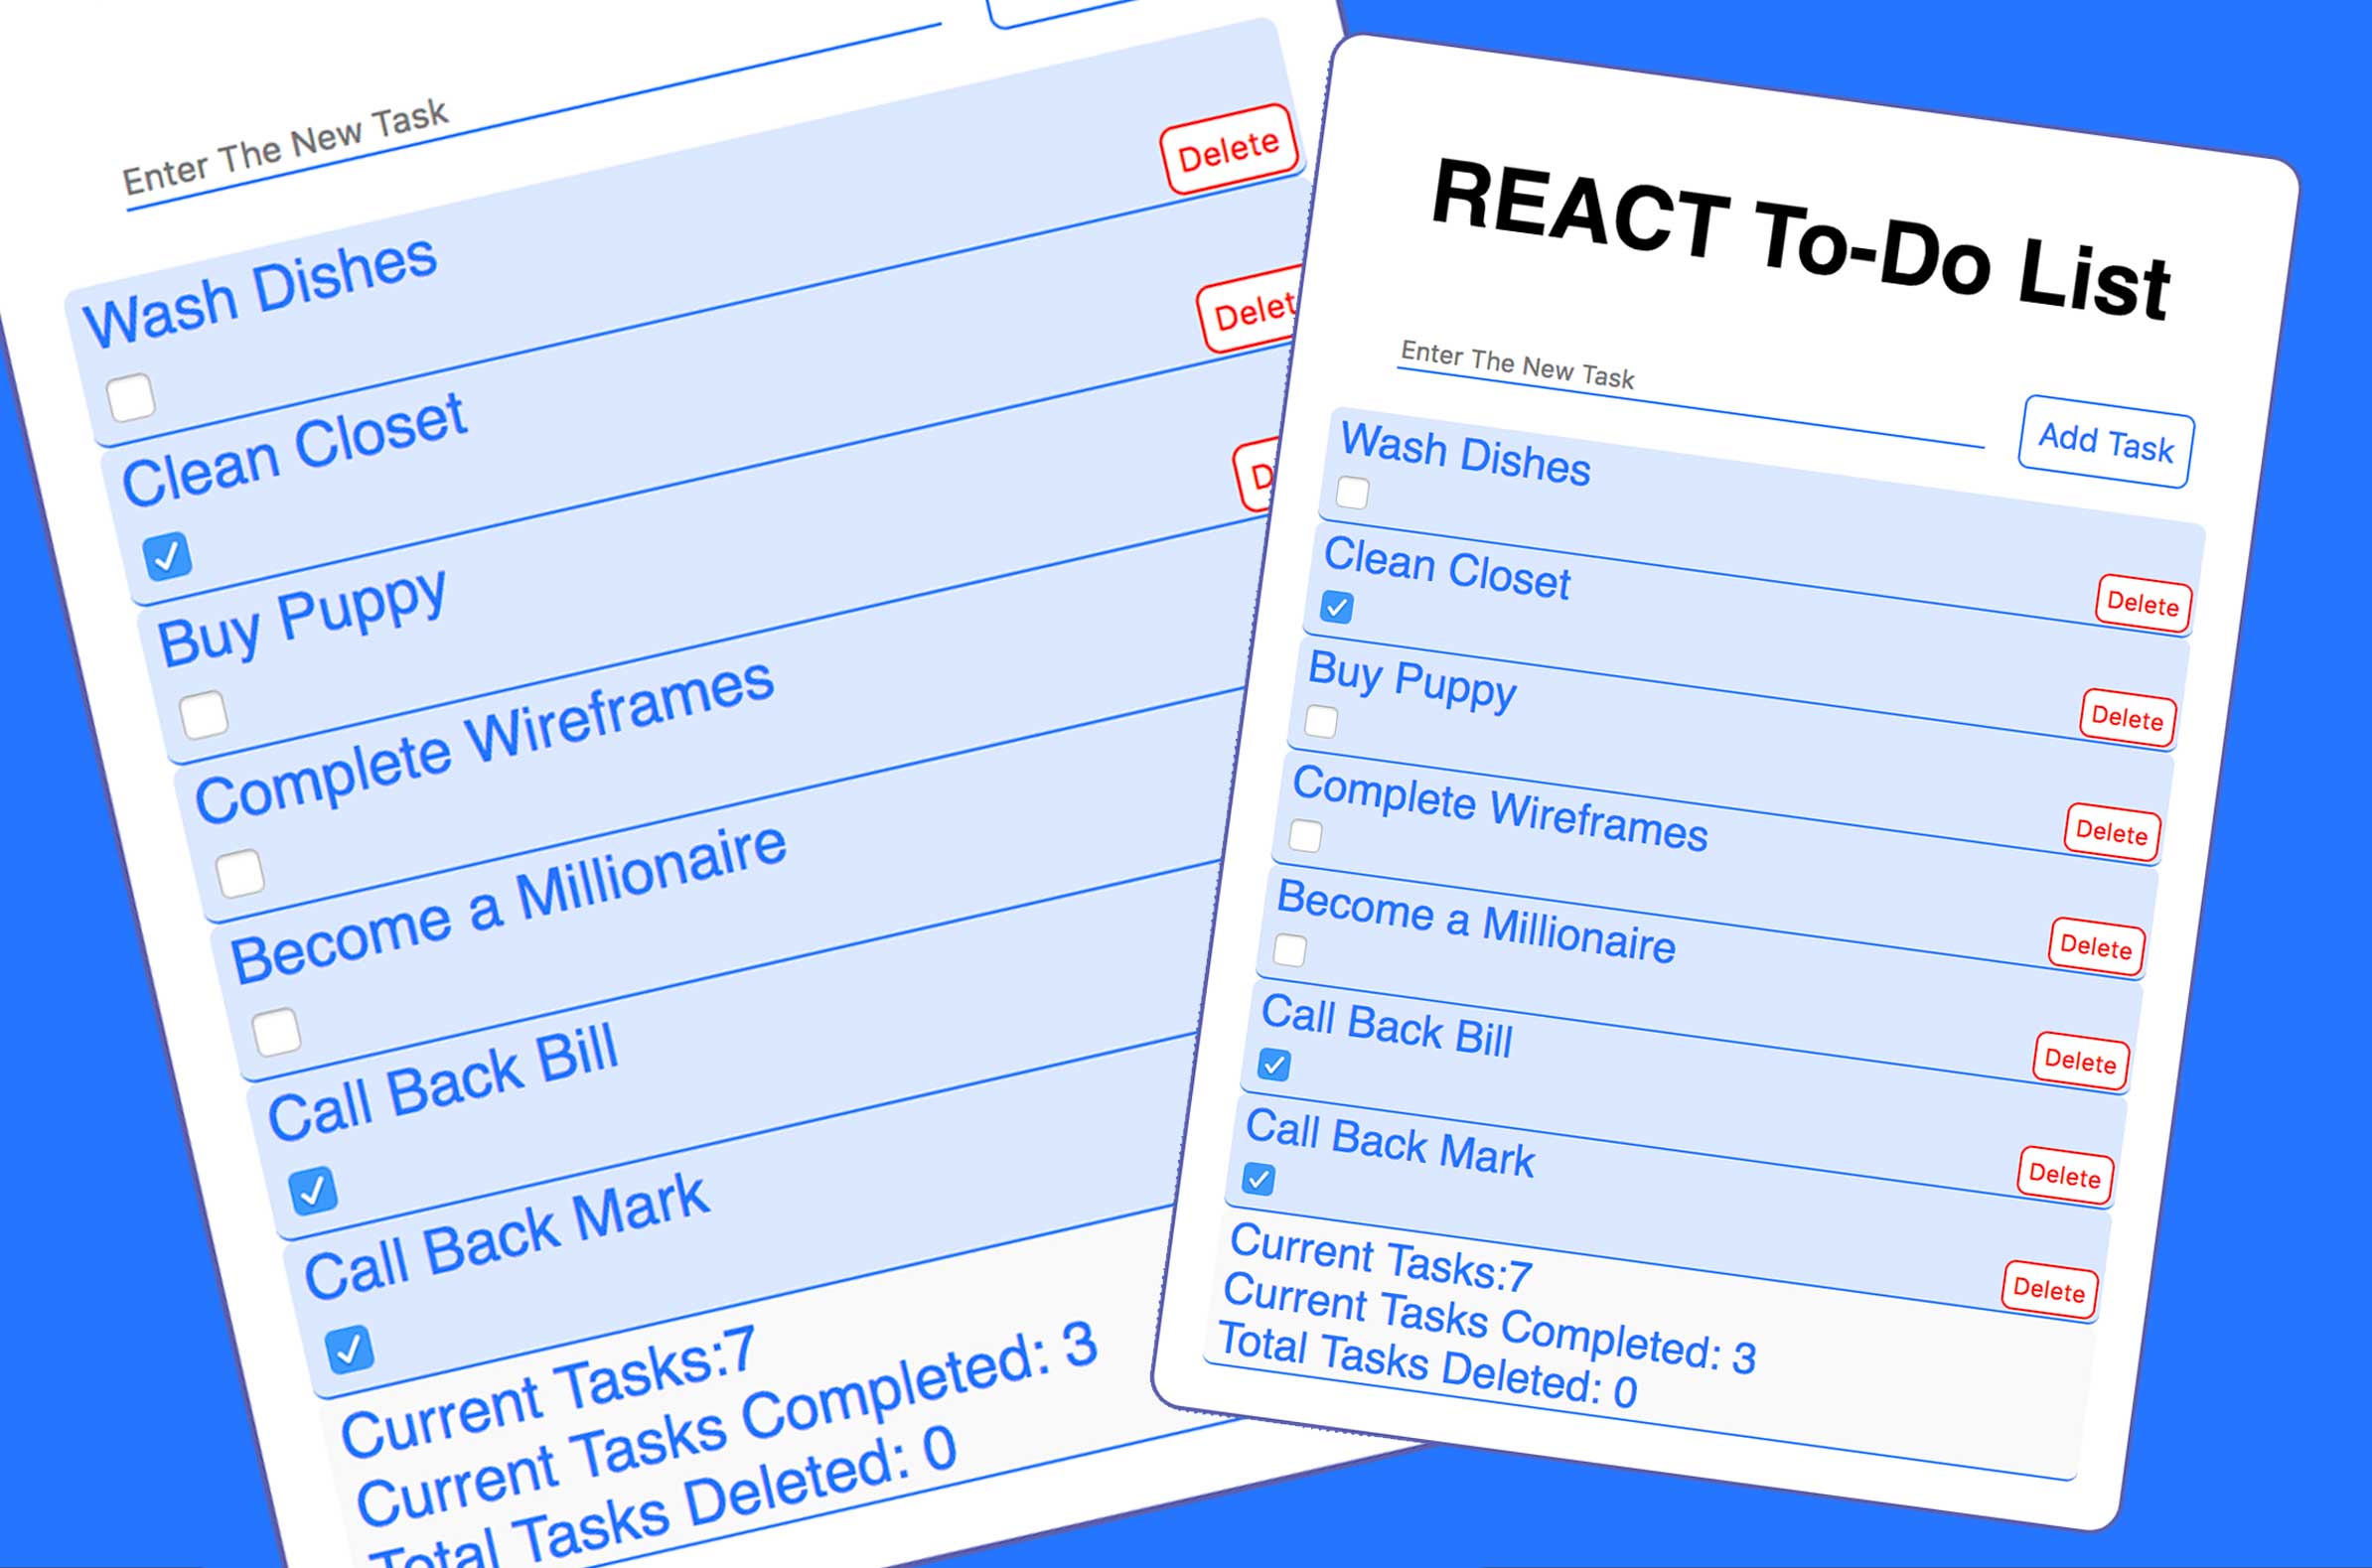 Enter The New Task
Wash Dishes
Delete
Clean Closet
Delet
Buy Puppy
D
Complete Wireframes
Become a Millionaire
Call Back Bill
Call Back Mark
Current Tasks:7
Current Tasks Completed: 3
Total Tasks Deleted: 0
REACT To-Do List
Enter The New Task
Add Task
Wash Dishes
Delete
Clean Closet
Delete
Buy Puppy
Delete
Complete Wireframes
Delete
Become a Millionaire
Delete
Call Back Bill
Delete
Call Back Mark
Delete
Current Tasks:7
Current Tasks Completed: 3
Total Tasks Deleted: 0